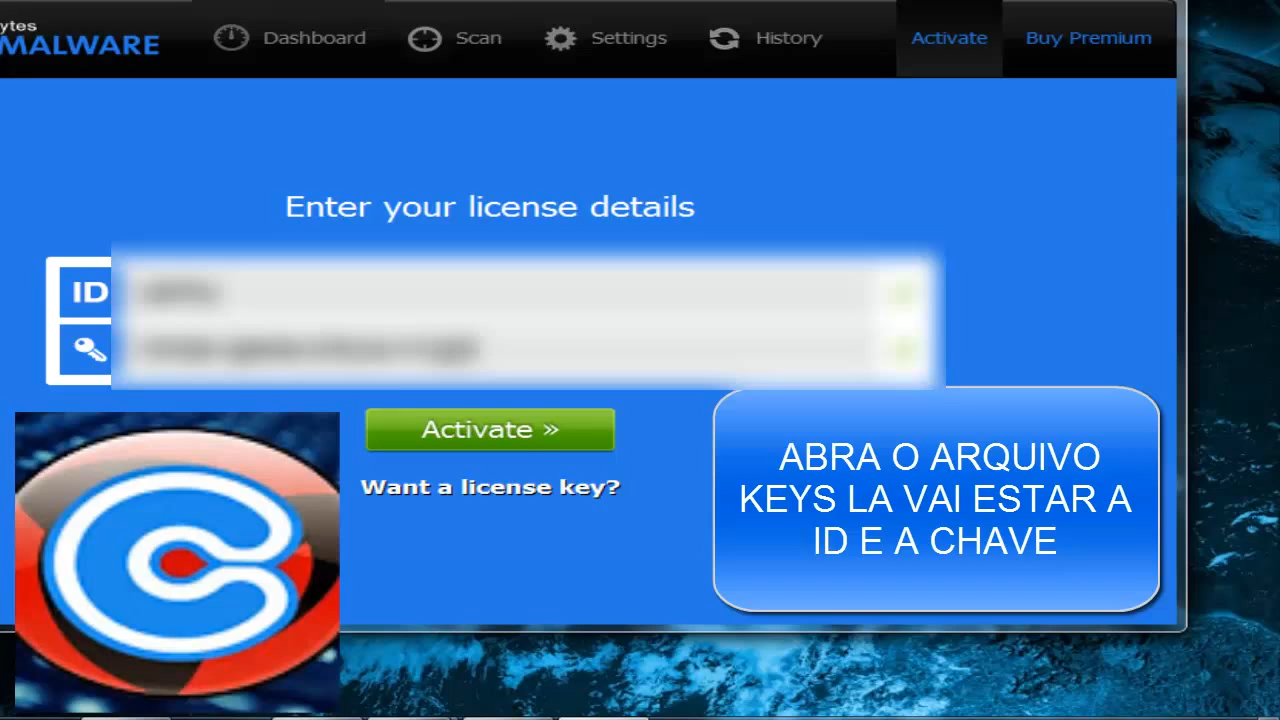 ytes
MALWARE
Dashboard Scan Settings History Activate Buy Premium
Enter your license details
ID
Activate »
Want a license key?
ABRA O ARQUIVO
KEYS LA VAI ESTAR A
ID E A CHAVE